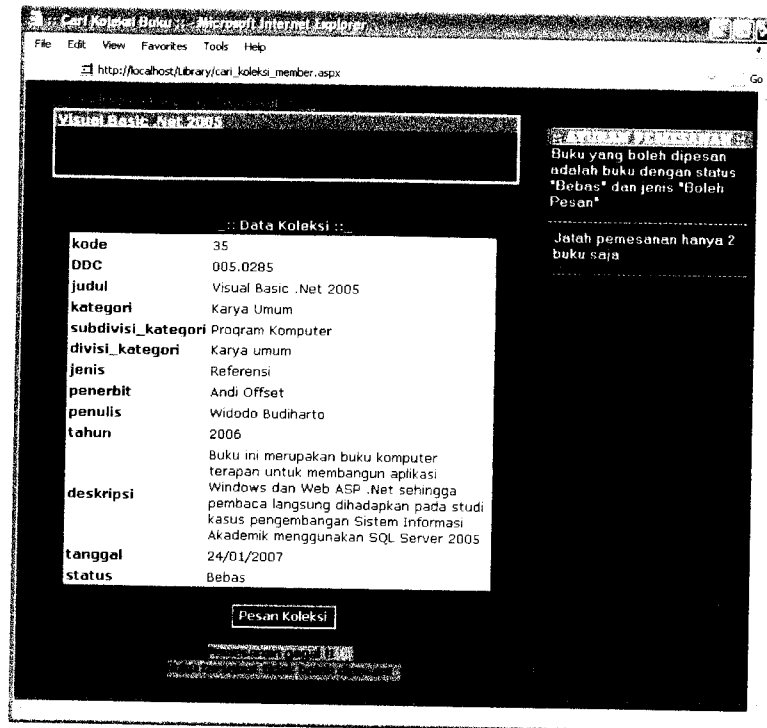 :: Cari Koleksi Buku :: - Microsoft Internet Explorer
File Edit View Favorites Tools Help
http://localhost/Library/cari_koleksi_member.aspx
Go
Visual Basic .Net 2005
:: ATURAN PEMESANAN ::
Buku yang boleh dipesan
adalah buku dengan status
"Bebas" dan jenis "Boleh
Pesan"
Jatah pemesanan hanya 2
buku saja
_:: Data Koleksi ::_
kode 35
DDC 005.0285
judul Visual Basic .Net 2005
kategori Karya Umum
subdivisi_kategori Program Komputer
divisi_kategori Karya umum
jenis Referensi
penerbit Andi Offset
penulis Widodo Budiharto
tahun 2006
deskripsi Buku ini merupakan buku komputer
terapan untuk membangun aplikasi
Windows dan Web ASP .Net sehingga
pembaca langsung dihadapkan pada studi
kasus pengembangan Sistem Informasi
Akademik menggunakan SQL Server 2005
tanggal 24/01/2007
status Bebas
Pesan Koleksi